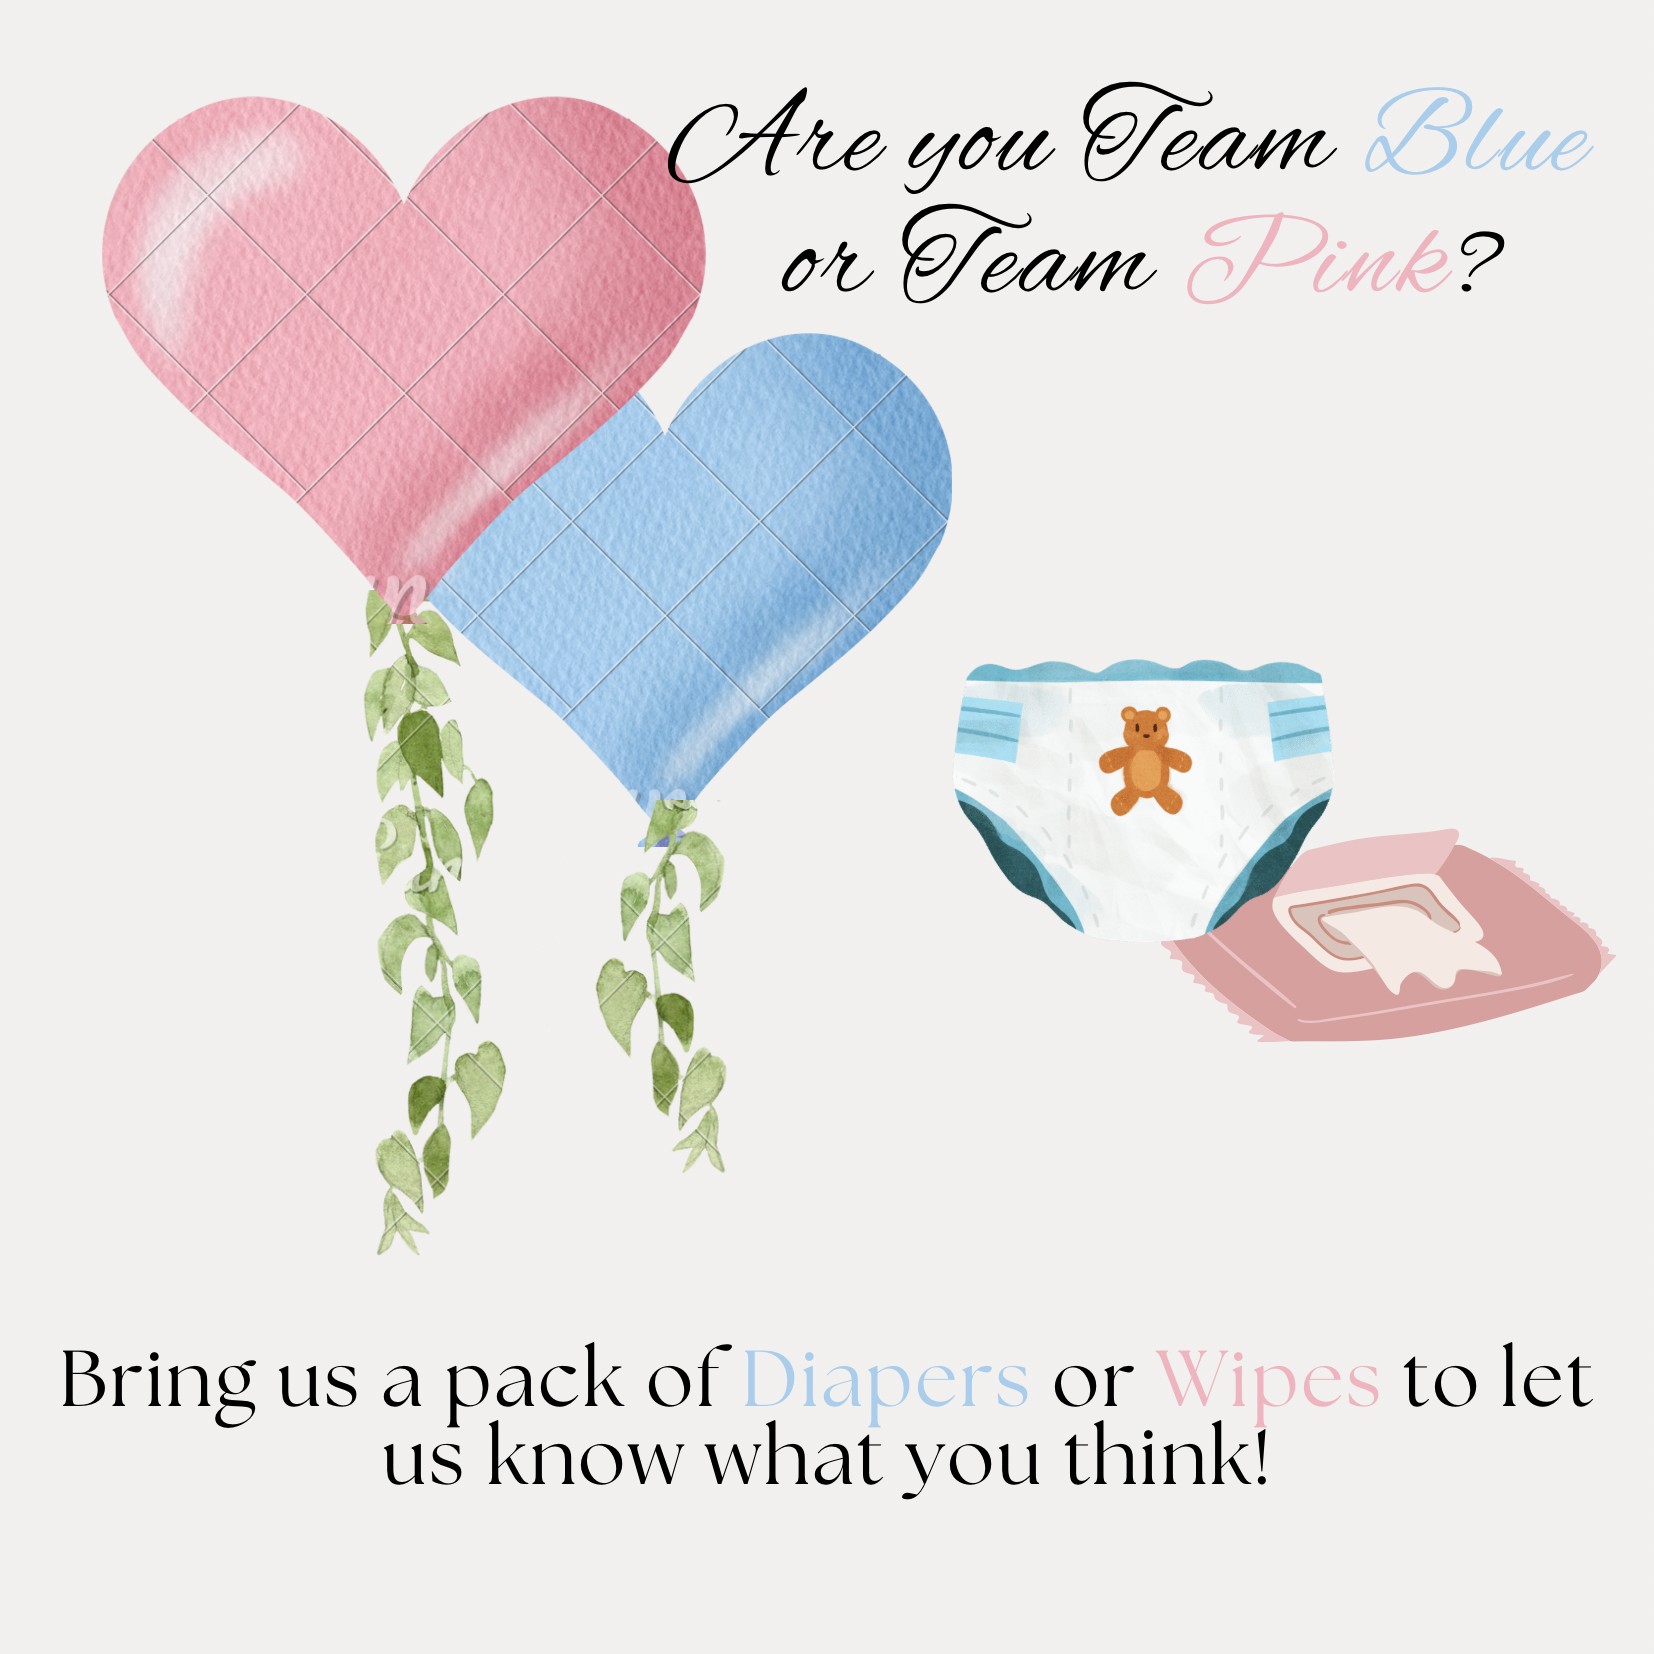 Are you Team Blue
or Team Pink?
Bring us a pack of Diapers or Wipes to let
us know what you think!